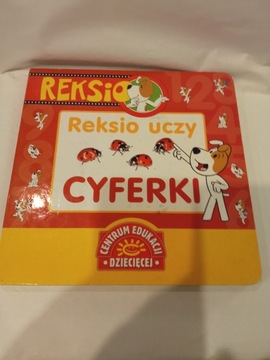 REKSIO
Reksio uczy
CYFERKI
CENTRUM EDUKACJI
DZIECIĘCEJ